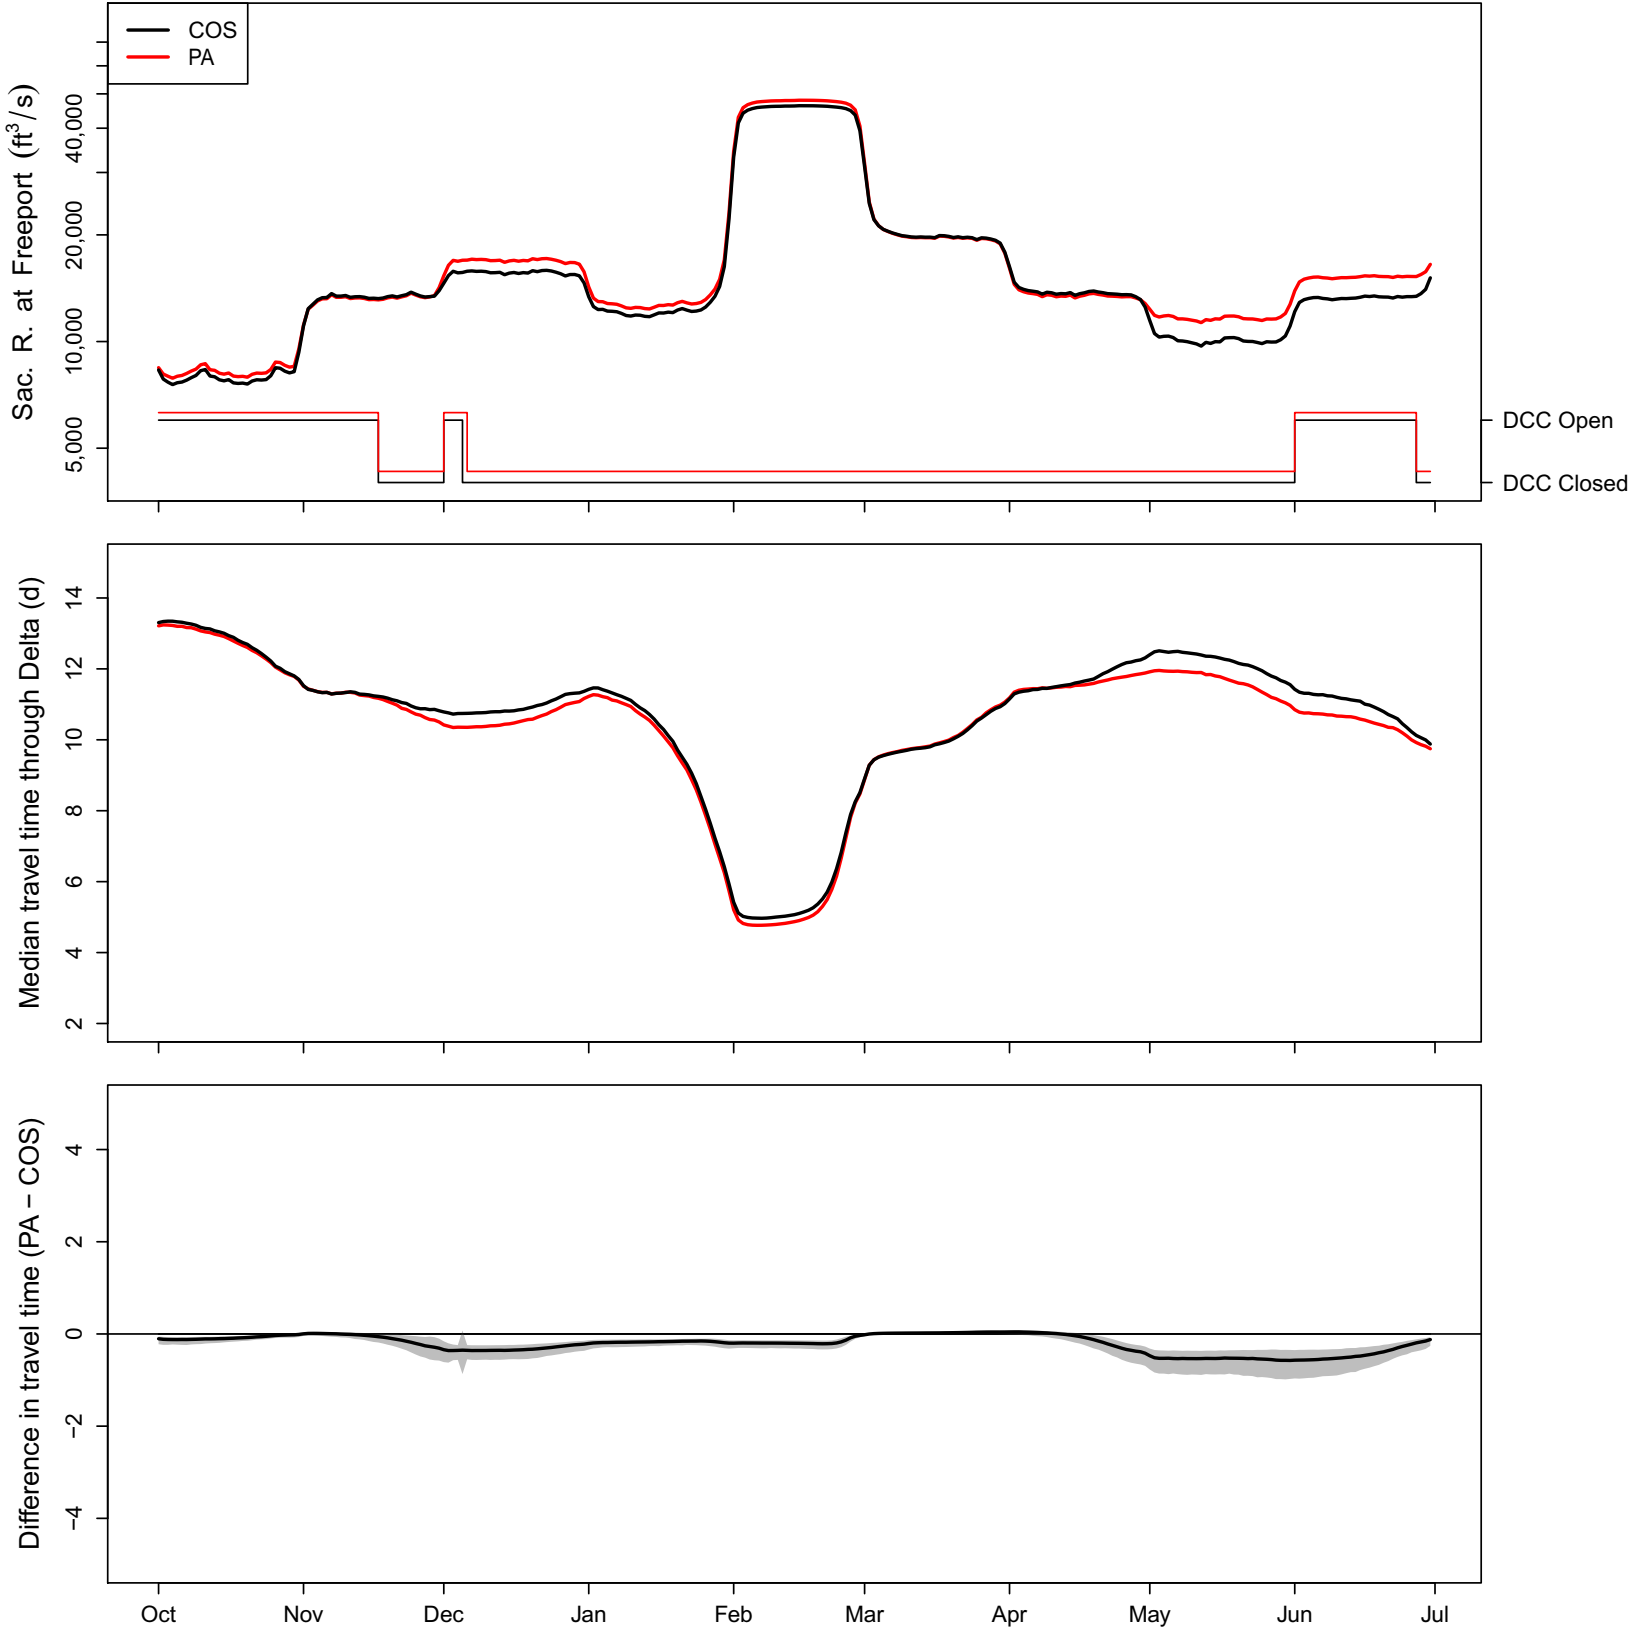 COS
PA
Sac. R. at Freeport (ft³/s)
40,000
20,000
10,000
5,000
DCC Open
DCC Closed
Median travel time through Delta (d)
14
12
10
8
6
4
2
Difference in travel time (PA − COS)
4
2
0
−2
−4
Oct Nov Dec Jan Feb Mar Apr May Jun Jul